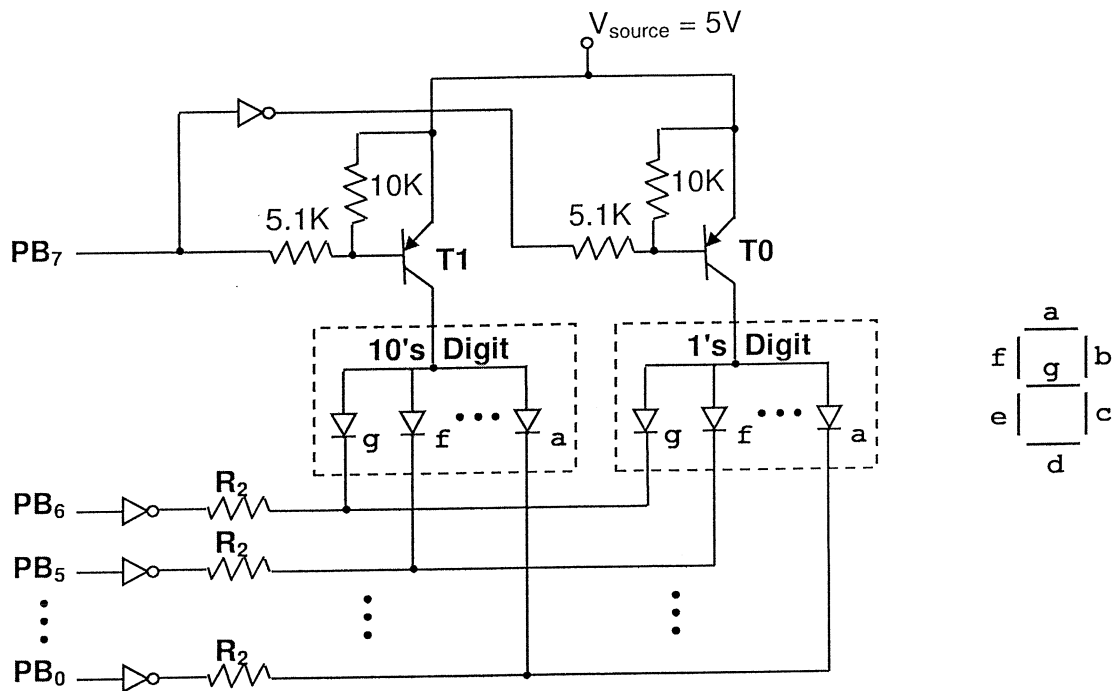 V_source = 5V
10K
10K
5.1K
5.1K
PB₇
T1
T0
10's Digit
1's Digit
a
f
b
g
e
c
d
g
f
a
g
f
a
PB₆
R₂
PB₅
R₂
PB₀
R₂